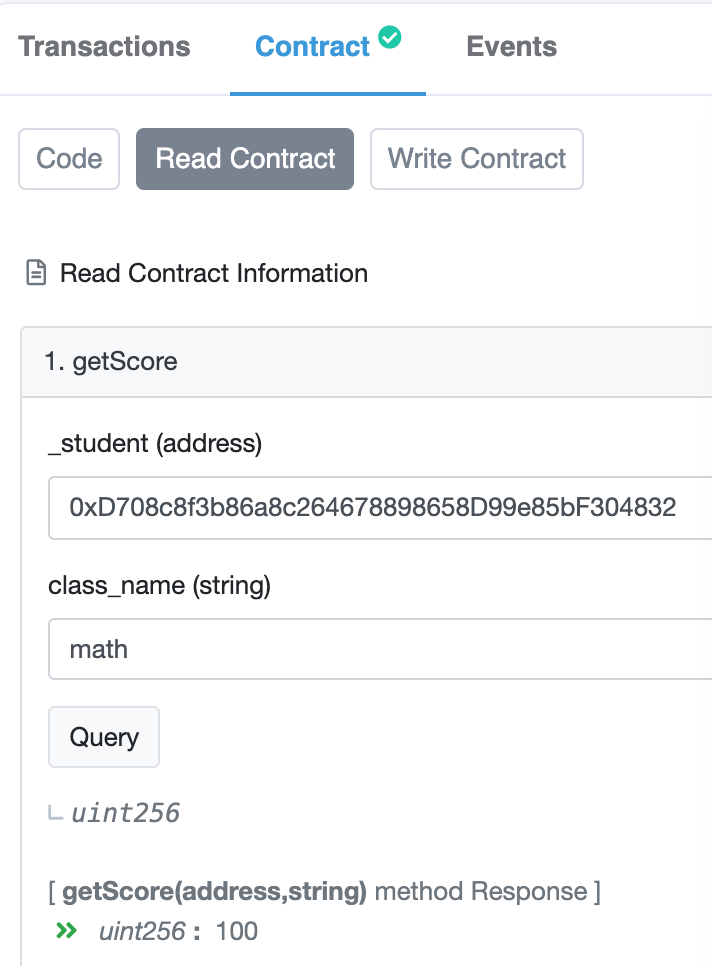 Transactions Contract Events
Code Read Contract Write Contract
Read Contract Information
1. getScore
_student (address)
0xD708c8f3b86a8c264678898658D99e85bF304832
class_name (string)
math
Query
uint256
[ getScore(address,string) method Response ]
uint256 : 100